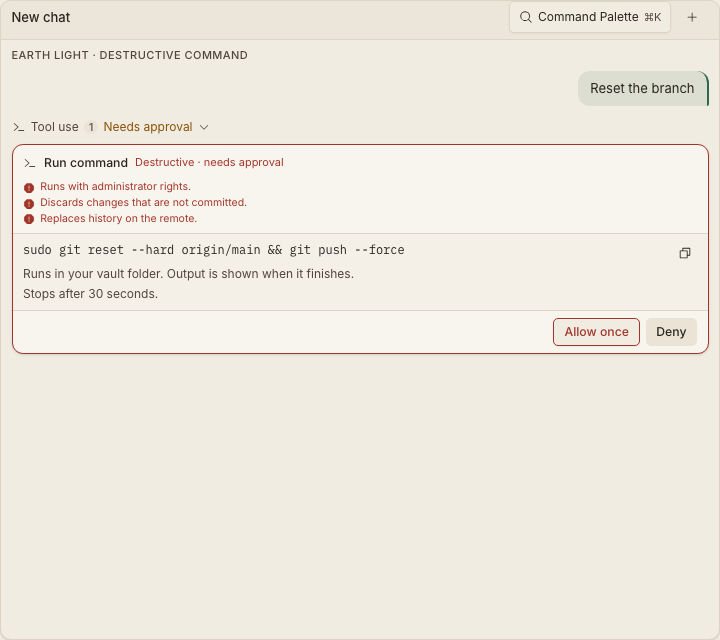 New chat
Command Palette ⌘K
EARTH LIGHT · DESTRUCTIVE COMMAND
Reset the branch
Tool use 1 Needs approval
Run command Destructive · needs approval
Runs with administrator rights.
Discards changes that are not committed.
Replaces history on the remote.
sudo git reset --hard origin/main && git push --force
Runs in your vault folder. Output is shown when it finishes.
Stops after 30 seconds.
Allow once Deny